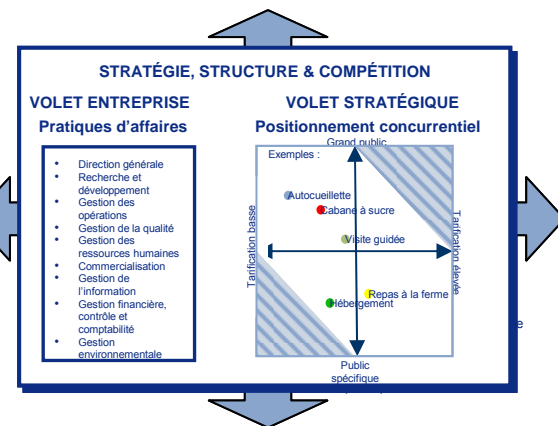 STRATÉGIE, STRUCTURE & COMPÉTITION
VOLET ENTREPRISE
Pratiques d'affaires
• Direction générale
• Recherche et
développement
• Gestion des
opérations
• Gestion de la qualité
• Gestion des
ressources humaines
• Commercialisation
• Gestion de
l'information
• Gestion financière,
contrôle et
comptabilité
• Gestion
environnementale
VOLET STRATÉGIQUE
Positionnement concurrentiel
Grand public
Exemples :
Autocueillette
Cabane à sucre
Visite guidée
Repas à la ferme
Hébergement
Tarification basse
Tarification élevée
Public
spécifique